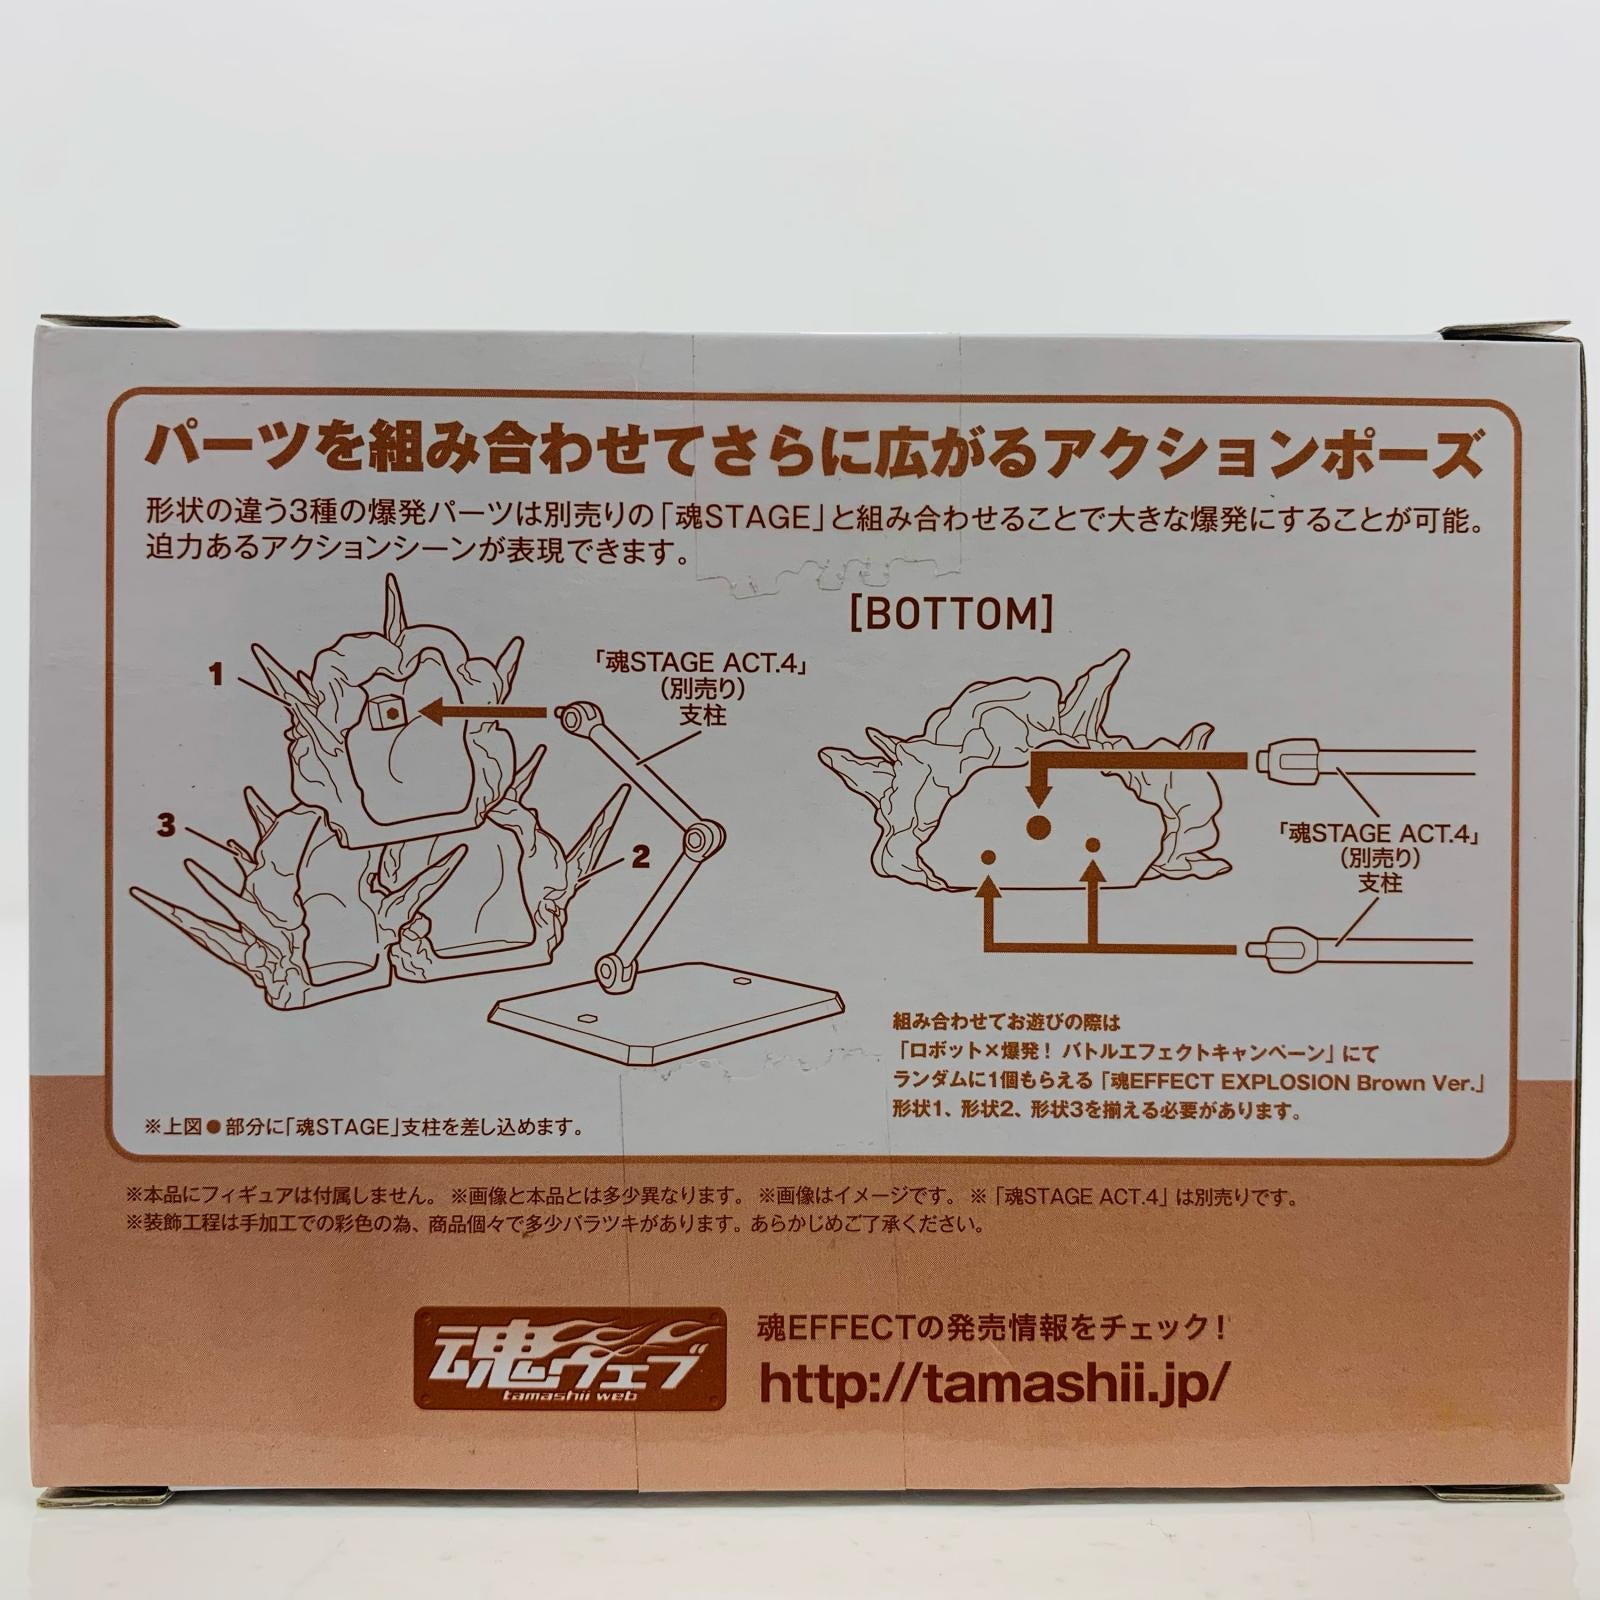 パーツを組み合わせてさらに広がるアクションポーズ
形状の違う3種の爆発パーツは別売りの「魂STAGE」と組み合わせることで大きな爆発にすることが可能。
迫力あるアクションシーンが表現できます。
1
3
2
「魂STAGE ACT.4」
（別売り）
支柱
[BOTTOM]
「魂STAGE ACT.4」
（別売り）
支柱
組み合わせてお遊びの際は
「ロボット×爆発！ バトルエフェクトキャンペーン」にて
ランダムに1個もらえる「魂EFFECT EXPLOSION Brown Ver.」
形状1、形状2、形状3を揃える必要があります。
※上図●部分に「魂STAGE」支柱を差し込めます。
※本品にフィギュアは付属しません。 ※画像と本品とは多少異なります。 ※画像はイメージです。 ※「魂STAGE ACT.4」は別売りです。
※装飾工程は手加工での彩色の為、商品個々で多少バラツキがあります。あらかじめご了承ください。
魂ウェブ
tamashii web
魂EFFECTの発売情報をチェック！
http://tamashii.jp/